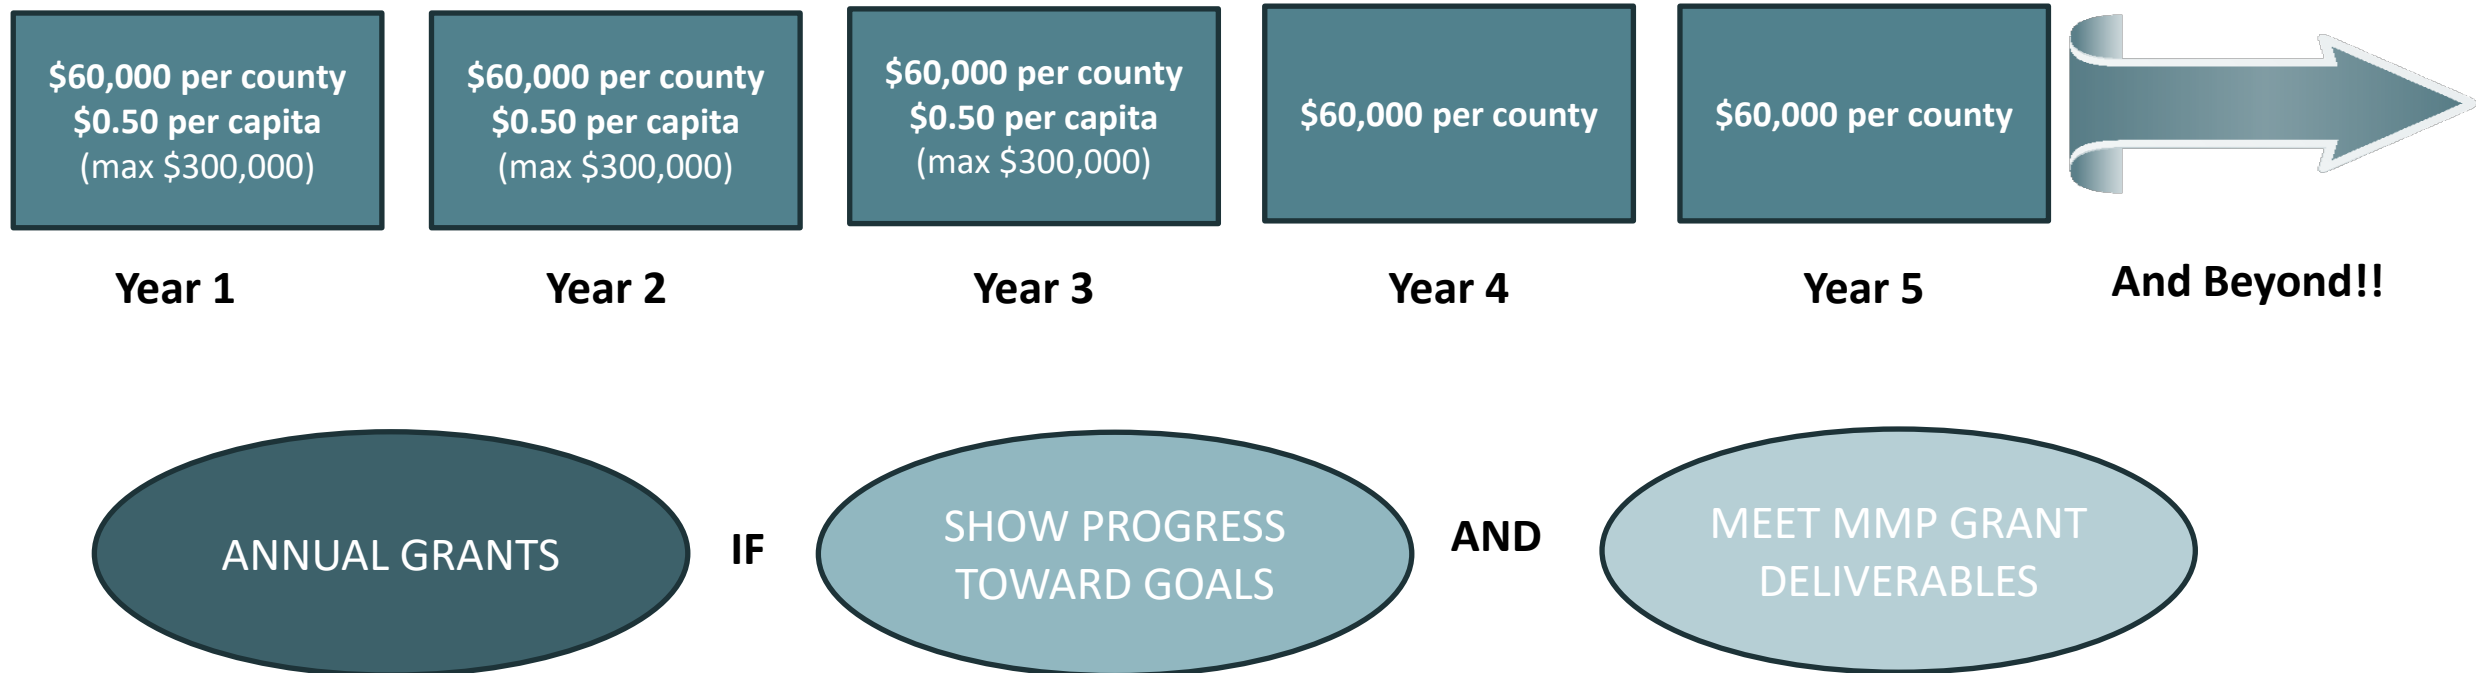 $60,000 per county
$0.50 per capita
(max $300,000)
$60,000 per county
$0.50 per capita
(max $300,000)
$60,000 per county
$0.50 per capita
(max $300,000)
$60,000 per county
$60,000 per county
Year 1
Year 2
Year 3
Year 4
Year 5
And Beyond!!
ANNUAL GRANTS
IF
SHOW PROGRESS
TOWARD GOALS
AND
MEET MMP GRANT
DELIVERABLES